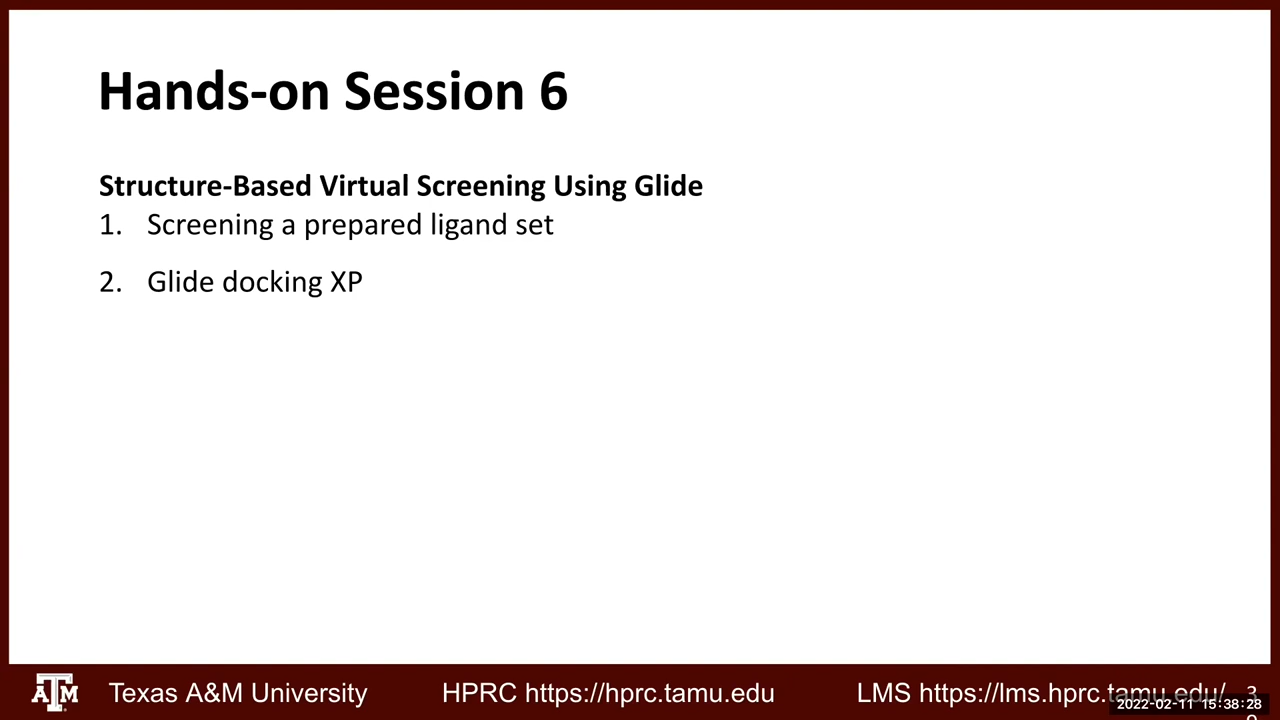 Hands-on Session 6
Structure-Based Virtual Screening Using Glide
1. Screening a prepared ligand set
2. Glide docking XP
ATM Texas A&M University HPRC https://hprc.tamu.edu LMS https://lms.hprc.tamu.edu/ 3
2022-02-11 15:38:28